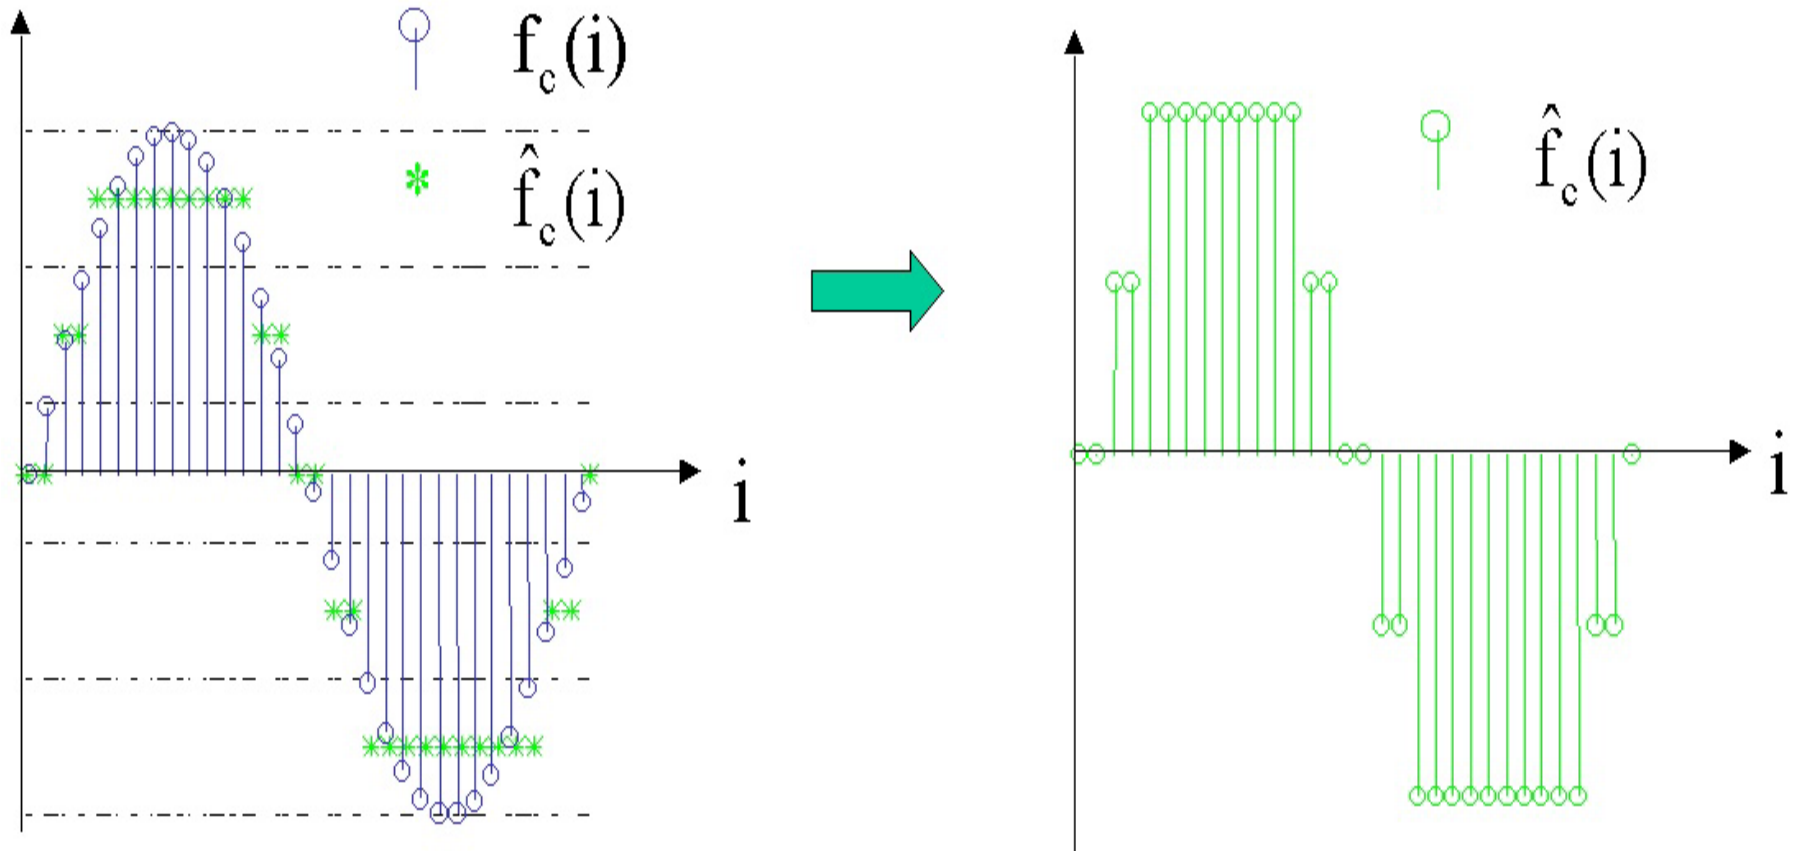 f_c(i)
* f̂_c(i)
i
f̂_c(i)
i